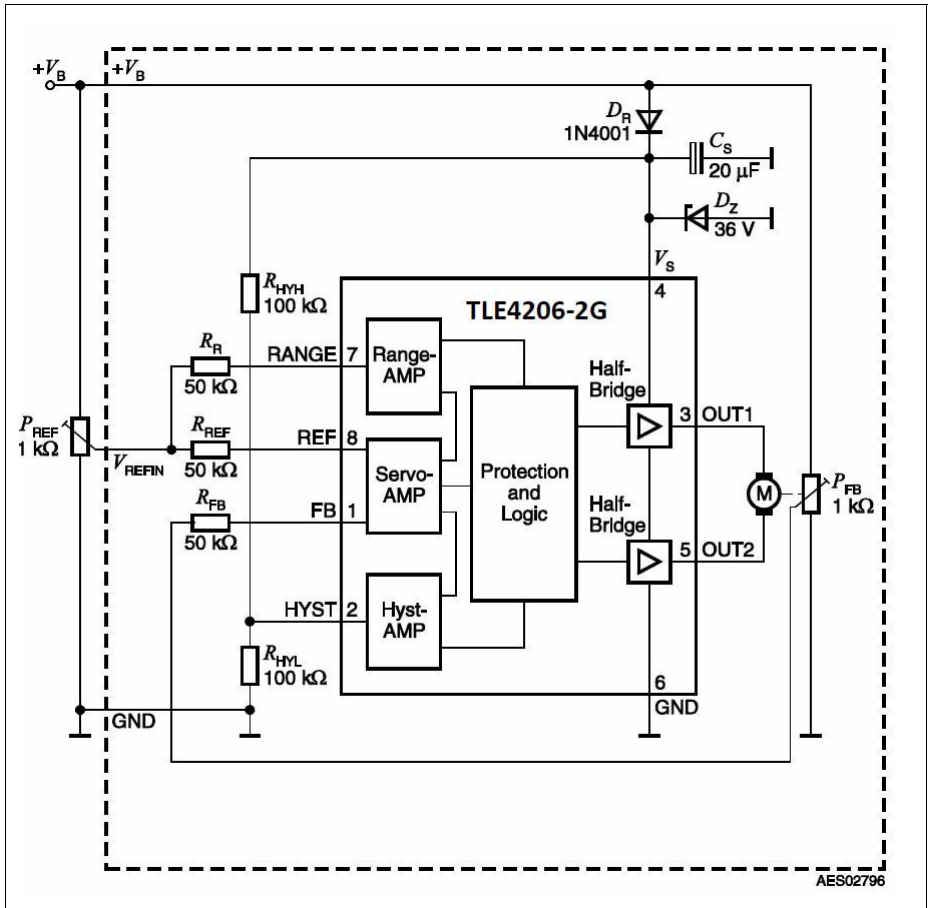 +VB
+VB
DR
1N4001
CS
20 µF
DZ
36 V
VS
4
RHYH
100 kΩ
TLE4206-2G
RR
50 kΩ
RANGE 7
Range-
AMP
Half-
Bridge
3 OUT1
PREF
1 kΩ
VREFIN
RREF
50 kΩ
REF 8
Servo-
AMP
Protection
and
Logic
M
PFB
1 kΩ
RFB
50 kΩ
FB 1
Half-
Bridge
5 OUT2
HYST 2
Hyst-
AMP
RHYL
100 kΩ
6
GND
GND
AES02796